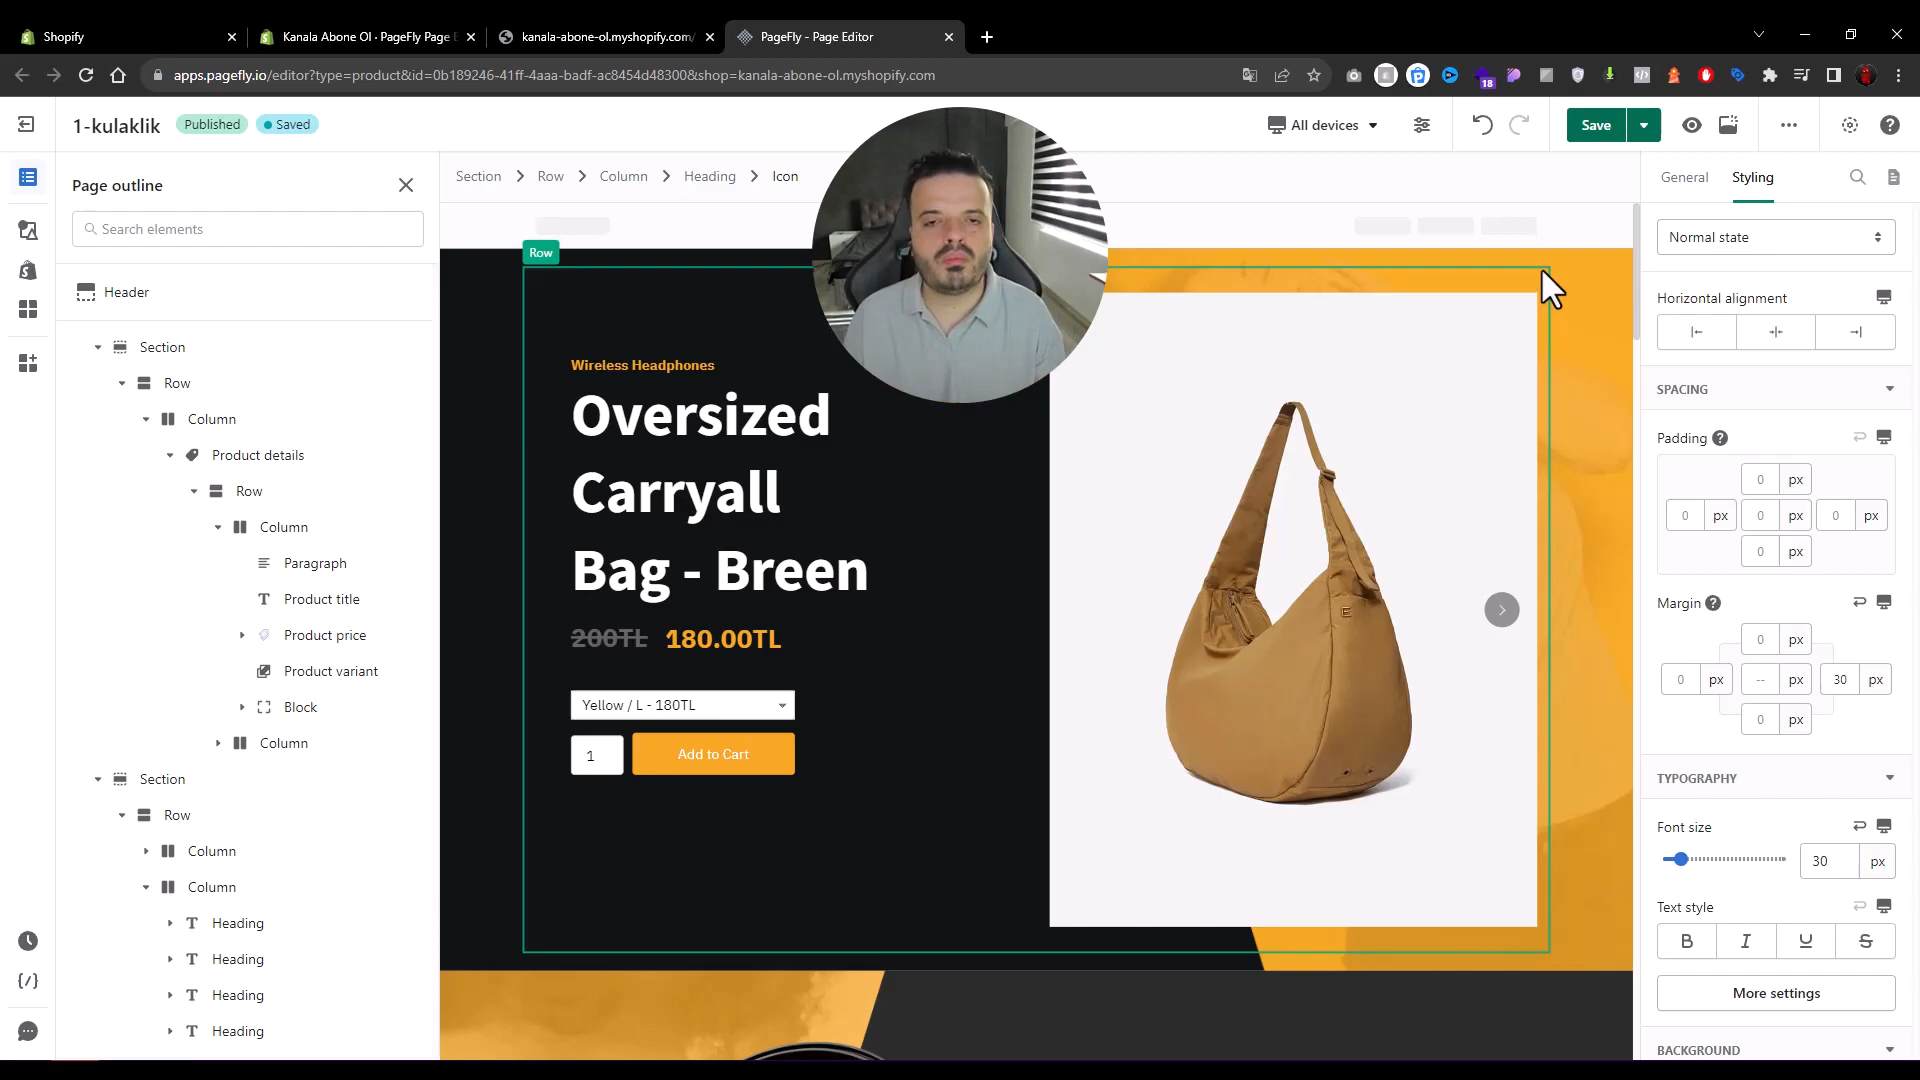 Shopify
Kanala Abone Ol · PageFly Page E
kanala-abone-ol.myshopify.com/
PageFly - Page Editor
apps.pagefly.io/editor?type=product&id=0b189246-41ff-4aaa-badf-ac8454d48300&shop=kanala-abone-ol.myshopify.com
18
1-kulaklik
Published
Saved
All devices
Save
Page outline
Search elements
Header
Section
Row
Column
Product details
Row
Column
Paragraph
Product title
Product price
Product variant
Block
Column
Section
Row
Column
Column
Heading
Heading
Heading
Heading
Section
Row
Column
Heading
Icon
Row
Wireless Headphones
Oversized
Carryall
Bag - Breen
200TL 180.00TL
Yellow / L - 180TL
1
Add to Cart
E
General
Styling
Normal state
Horizontal alignment
SPACING
Padding
0 px
0 px 0 px 0 px
0 px
Margin
0 px
0 px -- px 30 px
0 px
TYPOGRAPHY
Font size
30 px
Text style
B I U S
More settings
BACKGROUND